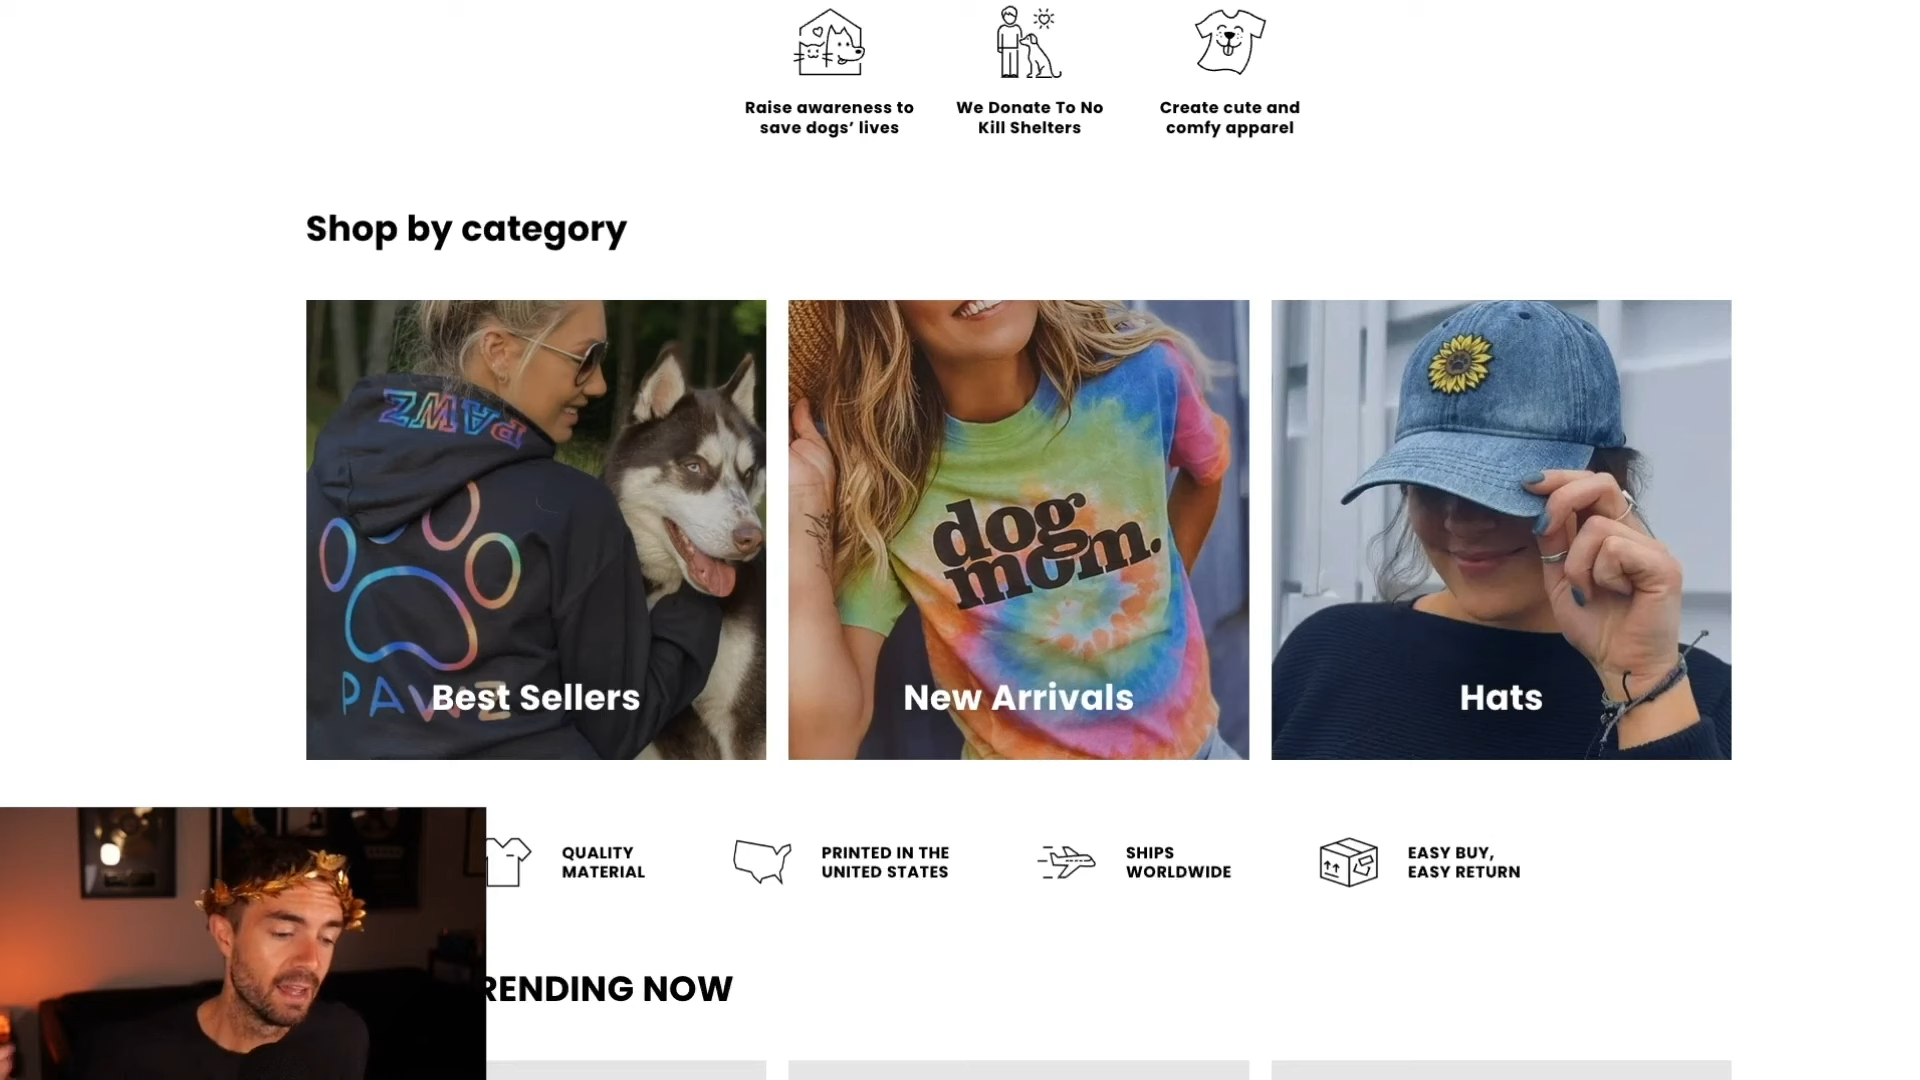 Raise awareness to
save dogs’ lives
We Donate To No
Kill Shelters
Create cute and
comfy apparel
Shop by category
PAWZ
PAWZ
Best Sellers
dog
mom.
New Arrivals
Hats
QUALITY
MATERIAL
PRINTED IN THE
UNITED STATES
SHIPS
WORLDWIDE
EASY BUY,
EASY RETURN
RENDING NOW